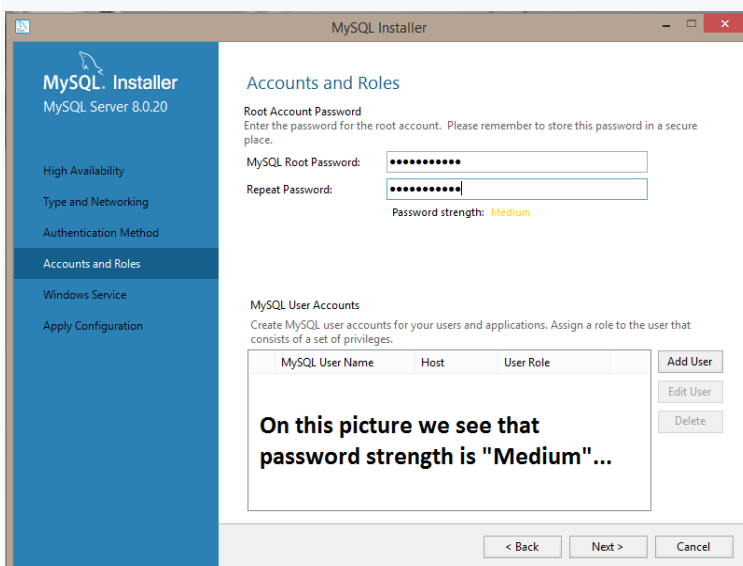 MySQL Installer
MySQL. Installer
MySQL Server 8.0.20
High Availability
Type and Networking
Authentication Method
Accounts and Roles
Windows Service
Apply Configuration
Accounts and Roles
Root Account Password
Enter the password for the root account.  Please remember to store this password in a secure
place.
MySQL Root Password: ●●●●●●●●●●●
Repeat Password: ●●●●●●●●●●●
Password strength: Medium
MySQL User Accounts
Create MySQL user accounts for your users and applications. Assign a role to the user that
consists of a set of privileges.
MySQL User Name Host User Role
Add User
Edit User
Delete
On this picture we see that
password strength is "Medium"...
< Back Next > Cancel